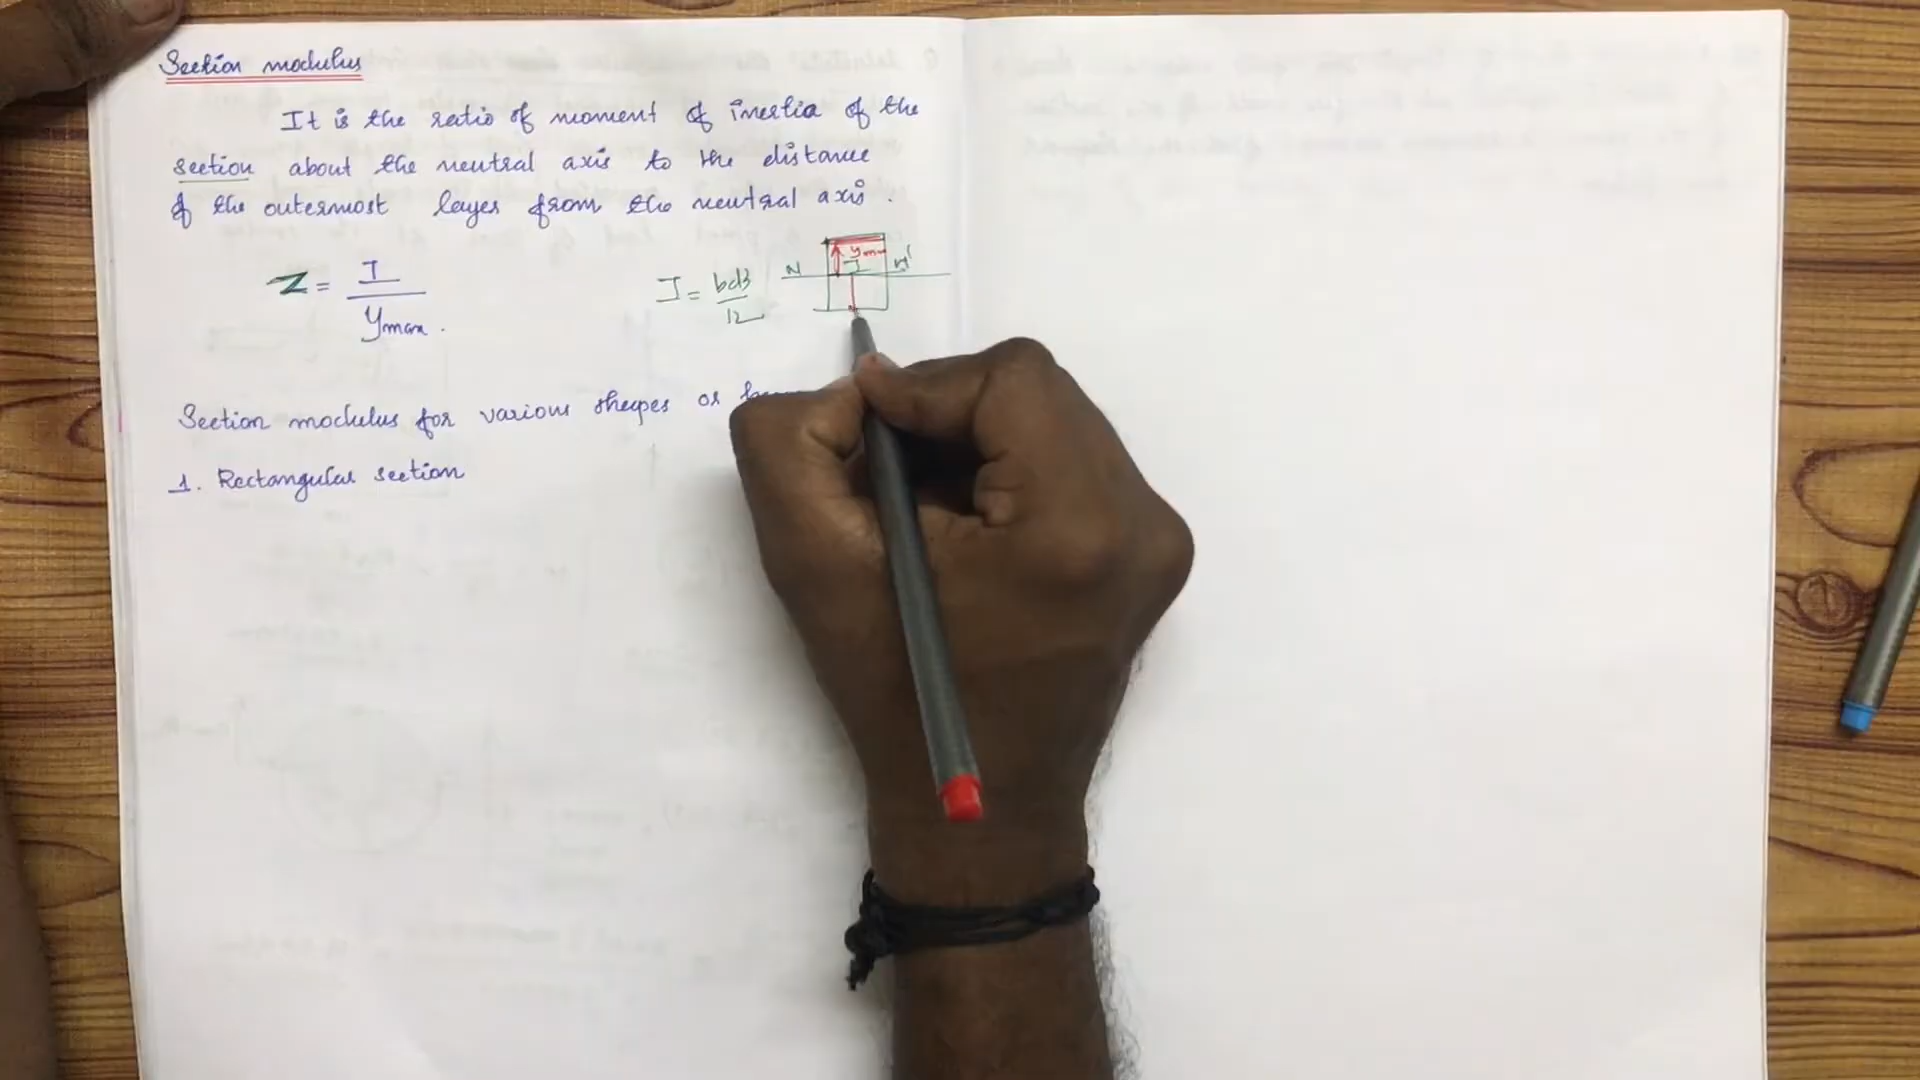 Section modulus
It is the ratio of moment of inertia of the
section about the neutral axis to the distance
of the outermost layer from the neutral axis.
Z = I / Ymax.
I = bd3 / 12
N
ymax
Section modulus for various shapes or
1. Rectangular section